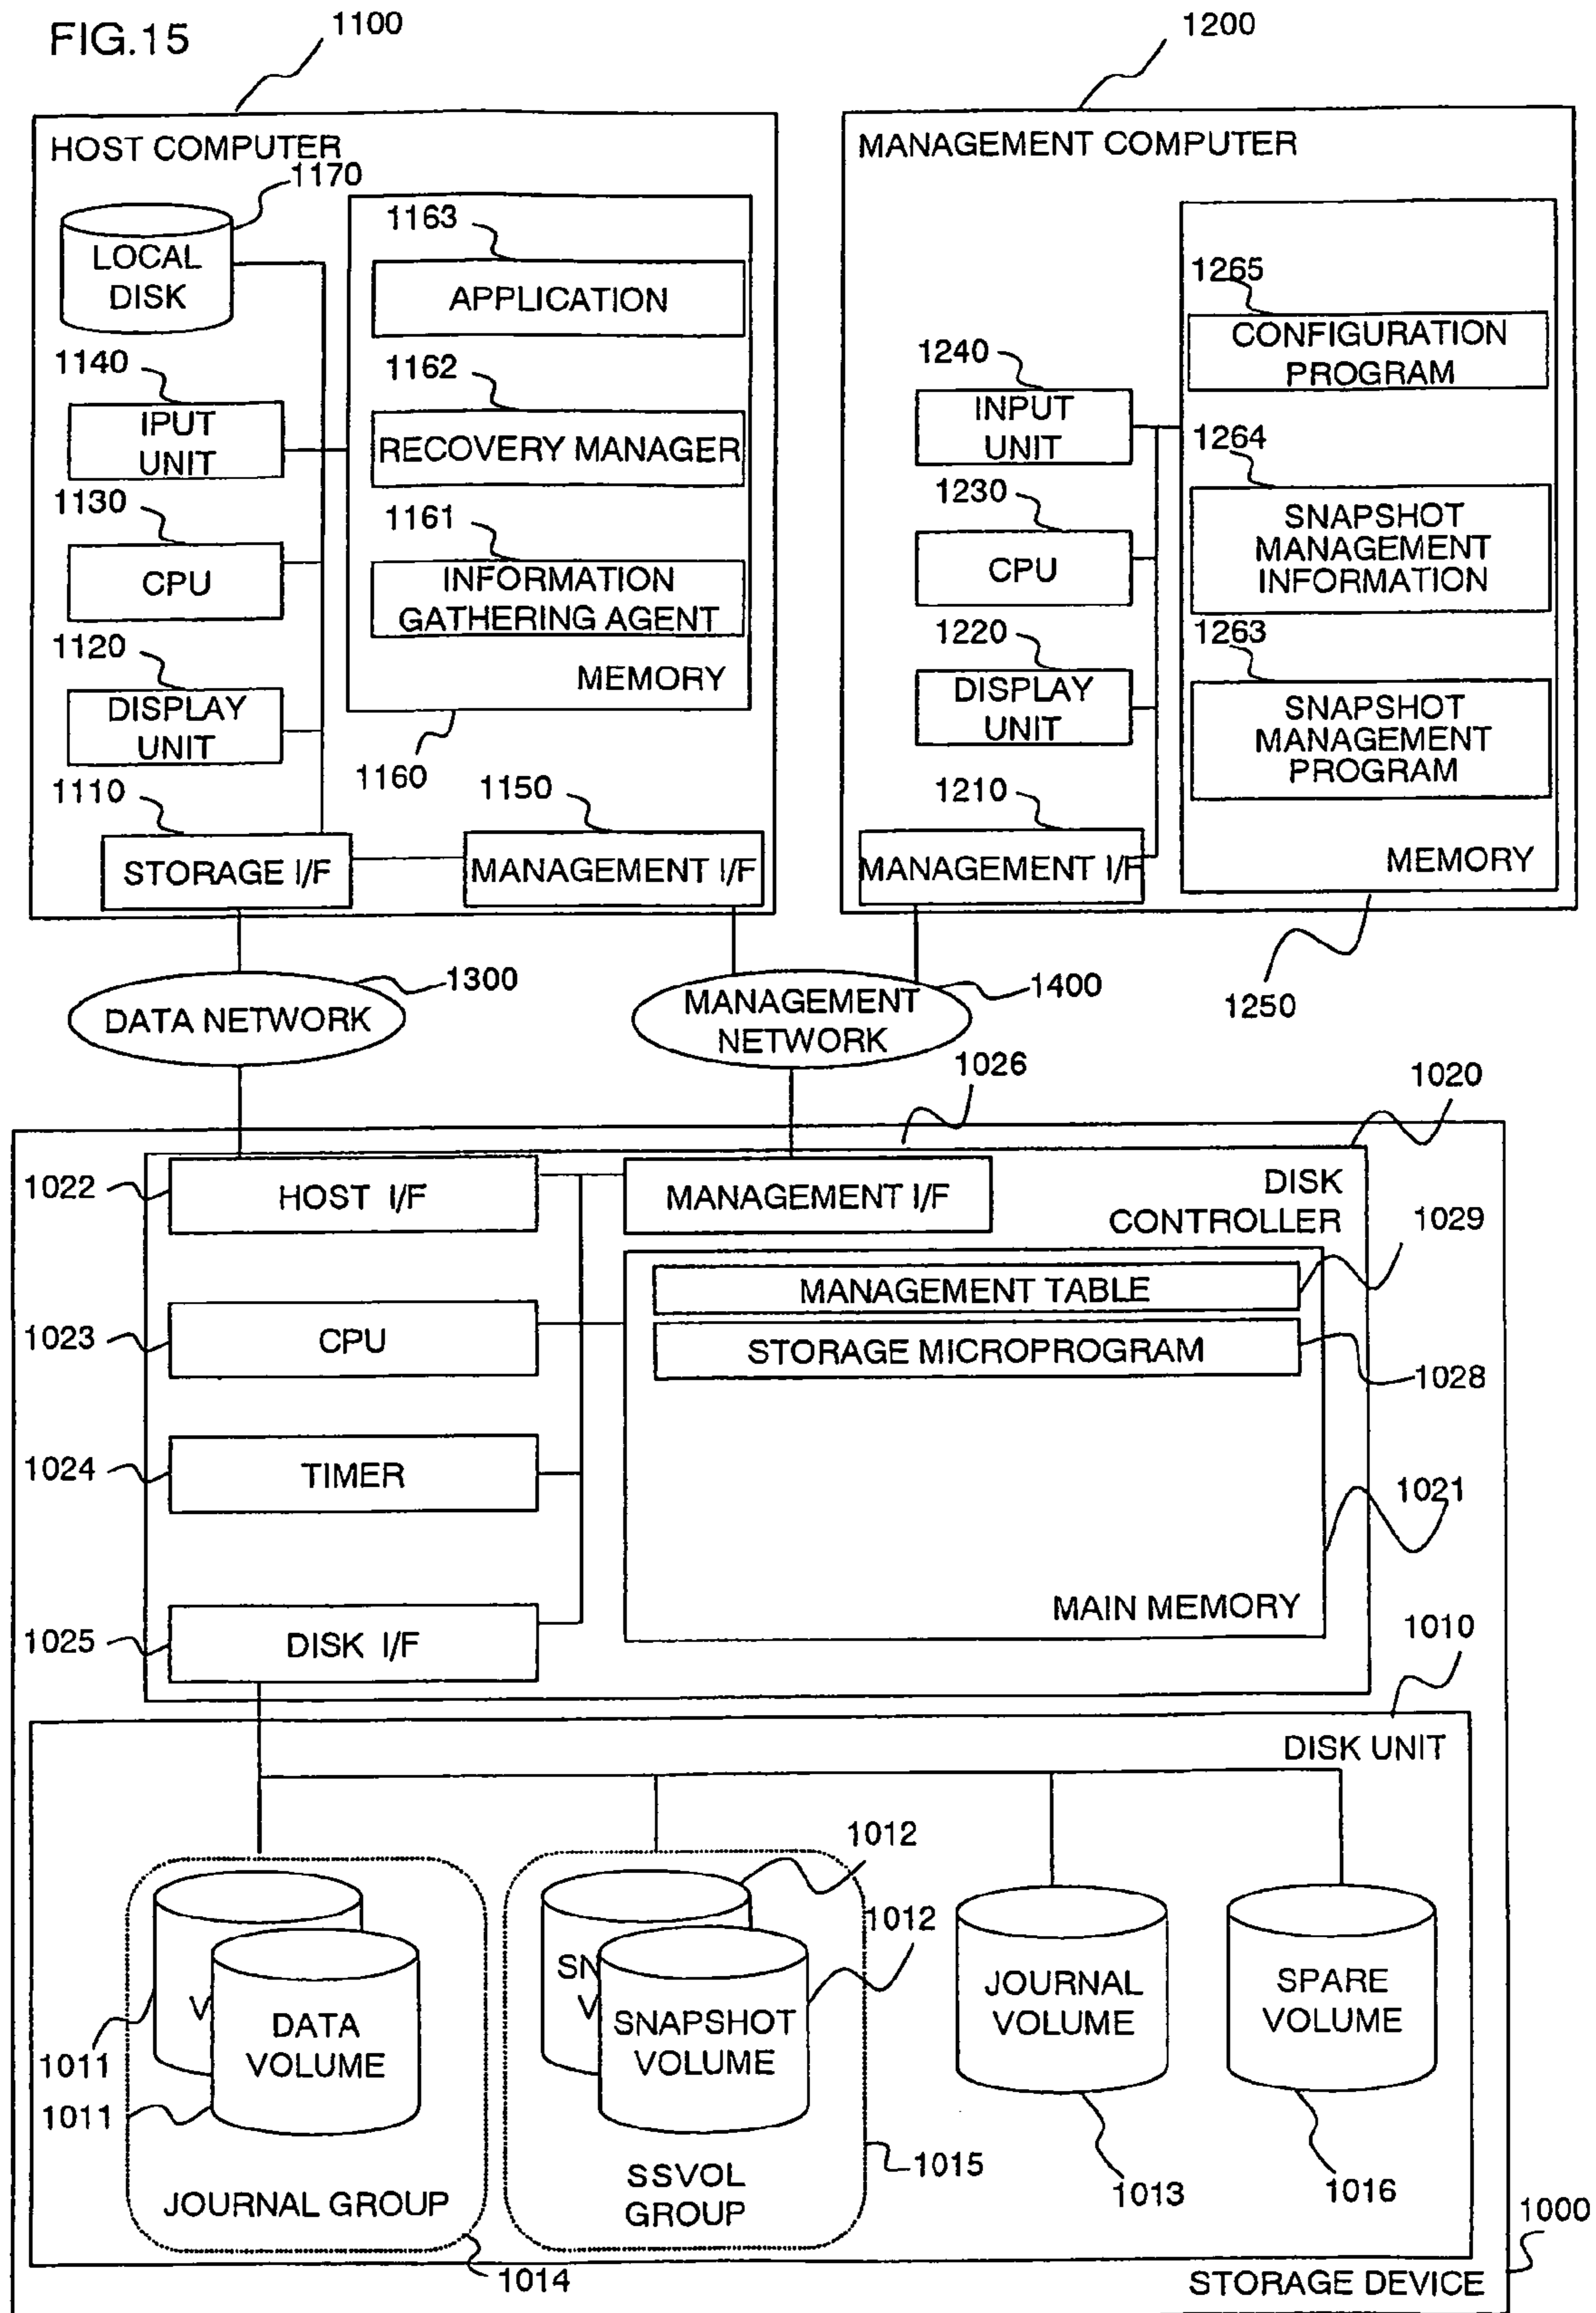 FIG.15
1100
1200
HOST COMPUTER
1170
LOCAL
DISK
1163
APPLICATION
1140
IPUT
UNIT
1162
RECOVERY MANAGER
1130
CPU
1161
INFORMATION
GATHERING AGENT
1120
DISPLAY
UNIT
MEMORY
1160
1110
STORAGE I/F
1150
MANAGEMENT I/F
MANAGEMENT COMPUTER
1265
CONFIGURATION
PROGRAM
1240
INPUT
UNIT
1264
SNAPSHOT
MANAGEMENT
INFORMATION
1230
CPU
1263
SNAPSHOT
MANAGEMENT
PROGRAM
1220
DISPLAY
UNIT
1210
MANAGEMENT I/F
MEMORY
1250
1300
DATA NETWORK
1400
MANAGEMENT
NETWORK
1026
1020
1022
HOST I/F
MANAGEMENT I/F
DISK
CONTROLLER
1029
MANAGEMENT TABLE
1023
CPU
STORAGE MICROPROGRAM
1028
1024
TIMER
1021
MAIN MEMORY
1025
DISK I/F
1010
DISK UNIT
1012
1012
SN
V
V
SNAPSHOT
VOLUME
DATA
VOLUME
JOURNAL
VOLUME
SPARE
VOLUME
1011
1011
1015
1013
1016
JOURNAL GROUP
SSVOL
GROUP
1014
1000
STORAGE DEVICE